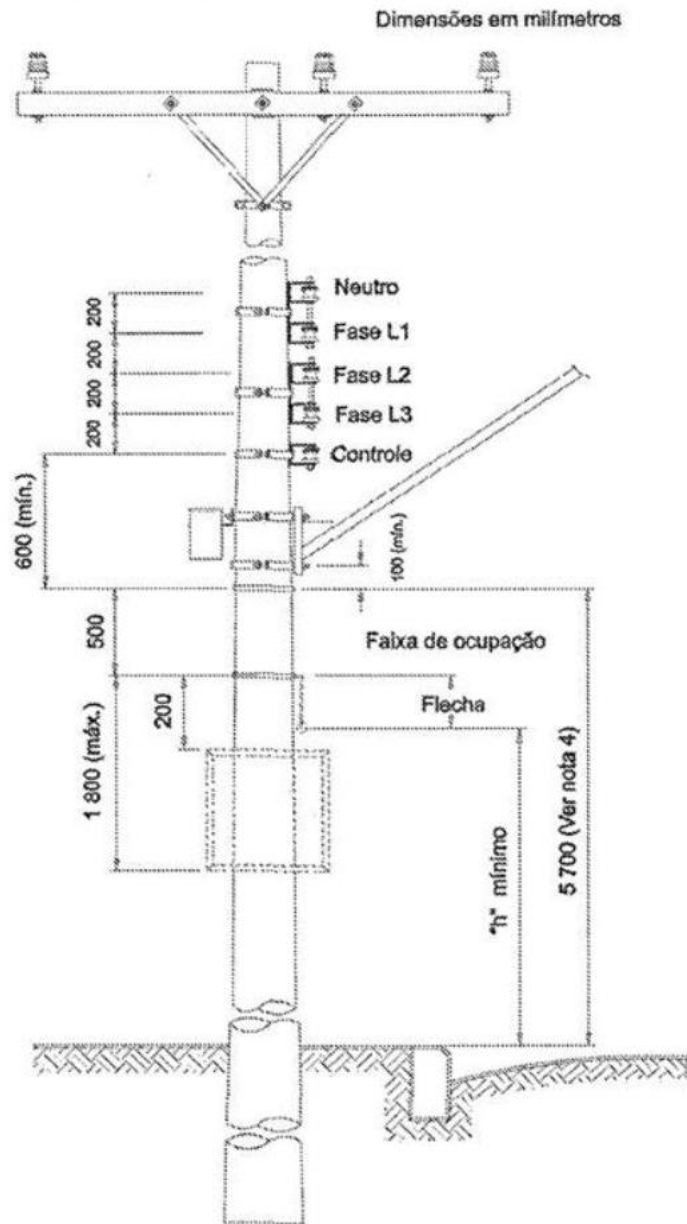 Dimensões em milímetros
Neutro
200
Fase L1
200
Fase L2
200
Fase L3
200
Controle
600 (mín.)
100 (mín.)
500
Faixa de ocupação
200
Flecha
1 800 (máx.)
"h" mínimo
5 700 (Ver nota 4)